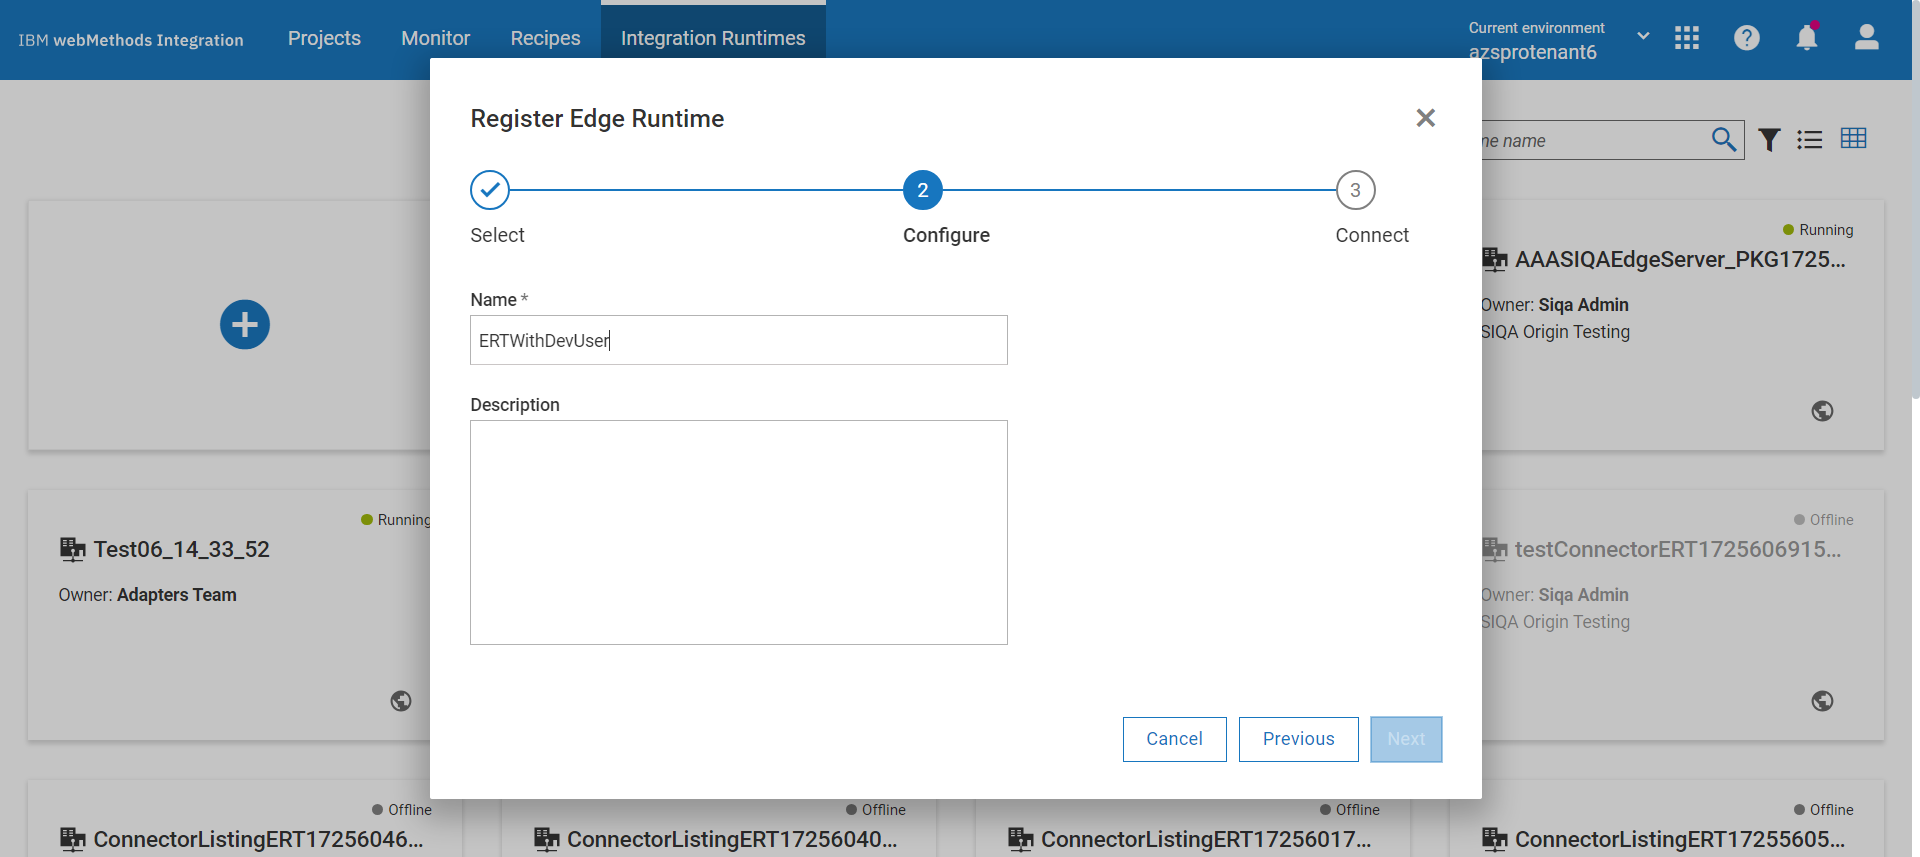 IBM webMethods Integration
Projects
Monitor
Recipes
Integration Runtimes
Current environment
azsprotenant6
Register Edge Runtime
2
3
Select
Configure
Connect
Name *
ERTWithDevUser
Description
Cancel
Previous
Next
name
Running
AAASIQAEdgeServer_PKG1725...
Owner: Siqa Admin
SIQA Origin Testing
Running
Test06_14_33_52
Owner: Adapters Team
Offline
testConnectorERT1725606915...
Owner: Siqa Admin
SIQA Origin Testing
Offline
ConnectorListingERT17256046...
Offline
ConnectorListingERT17256040...
Offline
ConnectorListingERT17256017...
Offline
ConnectorListingERT17255605...